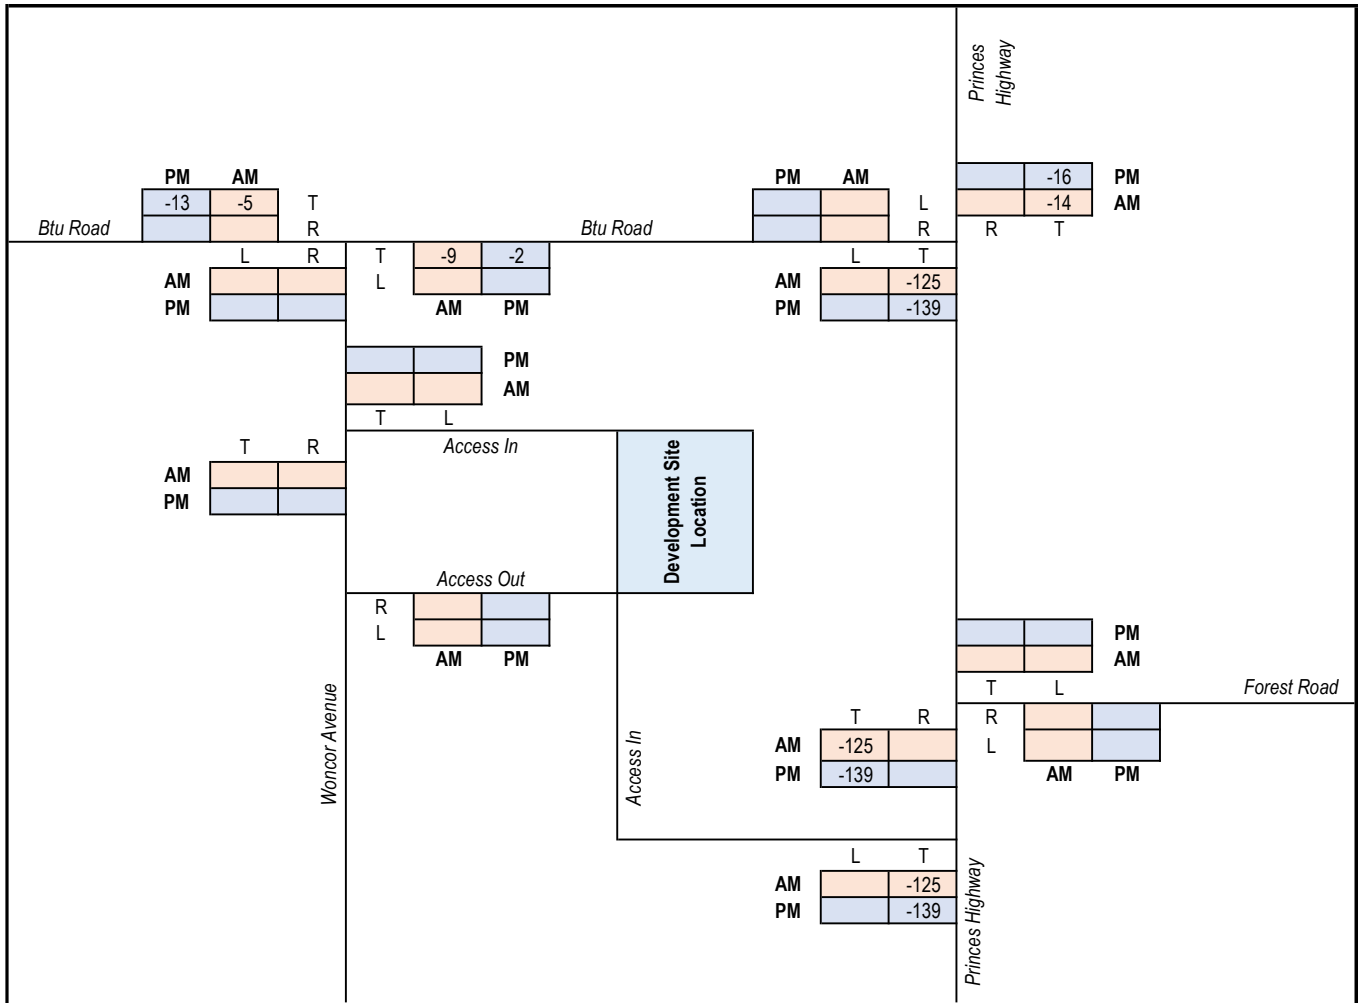 Princes
Highway
PM AM
-13 -5 T
R
Btu Road
L R
AM
PM
T -9 -2
L
AM PM
Btu Road
PM AM
L
R
-16 PM
-14 AM
R T
L T
AM -125
PM -139
PM
AM
T L
Access In
T R
AM
PM
Development Site
Location
Access Out
R
L
AM PM
Woncor Avenue
Access In
PM
AM
T L
Forest Road
R
L
AM PM
T R
AM -125
PM -139
L T
AM -125
PM -139
Princes Highway